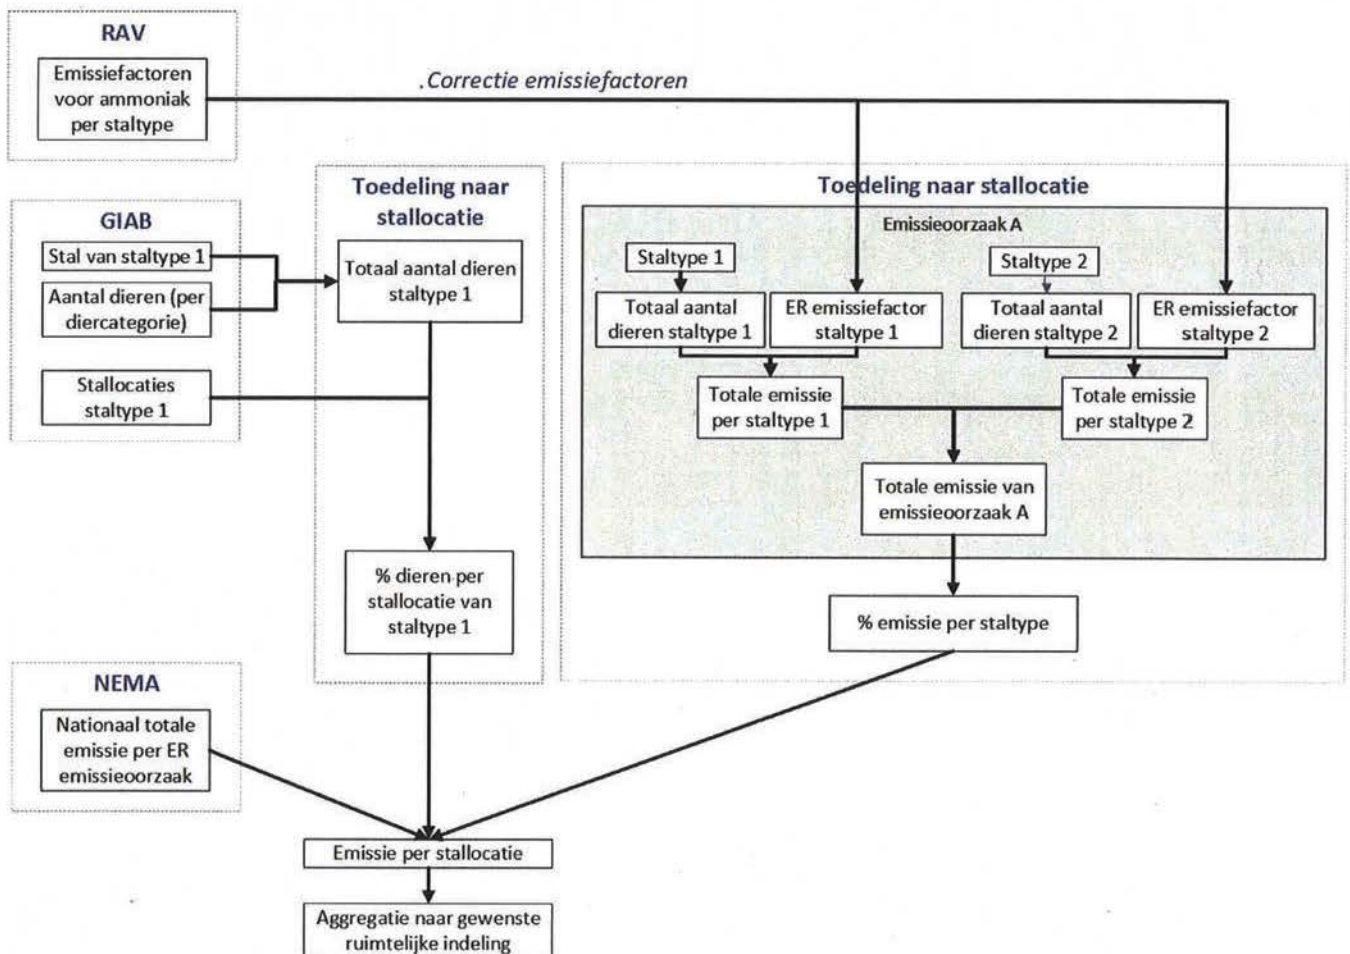 RAV
Emissiefactoren
voor ammoniak
per staltype
.Correctie emissiefactoren
GIAB
Stal van staltype 1
Aantal dieren (per
diercategorie)
Stallocaties
staltype 1
Toedeling naar
stallocatie
Totaal aantal dieren
staltype 1
% dieren per
stallocatie van
staltype 1
Toedeling naar stallocatie
Emissieoorzaak A
Staltype 1
Totaal aantal
dieren staltype 1
ER emissiefactor
staltype 1
Staltype 2
Totaal aantal
dieren staltype 2
ER emissiefactor
staltype 2
Totale emissie
per staltype 1
Totale emissie
per staltype 2
Totale emissie van
emissieoorzaak A
% emissie per staltype
NEMA
Nationaal totale
emissie per ER
emissieoorzaak
Emissie per stallocatie
Aggregatie naar gewenste
ruimtelijke indeling